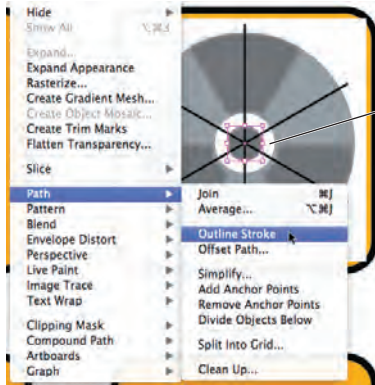 Hide
Show All ⌥⌘3
Expand...
Expand Appearance
Rasterize...
Create Gradient Mesh...
Create Object Mosaic...
Create Trim Marks
Flatten Transparency...
Slice
Path
Pattern
Blend
Envelope Distort
Perspective
Live Paint
Image Trace
Text Wrap
Clipping Mask
Compound Path
Artboards
Graph
Join ⌘J
Average... ⌥⌘J
Outline Stroke
Offset Path...
Simplify...
Add Anchor Points
Remove Anchor Points
Divide Objects Below
Split Into Grid...
Clean Up...